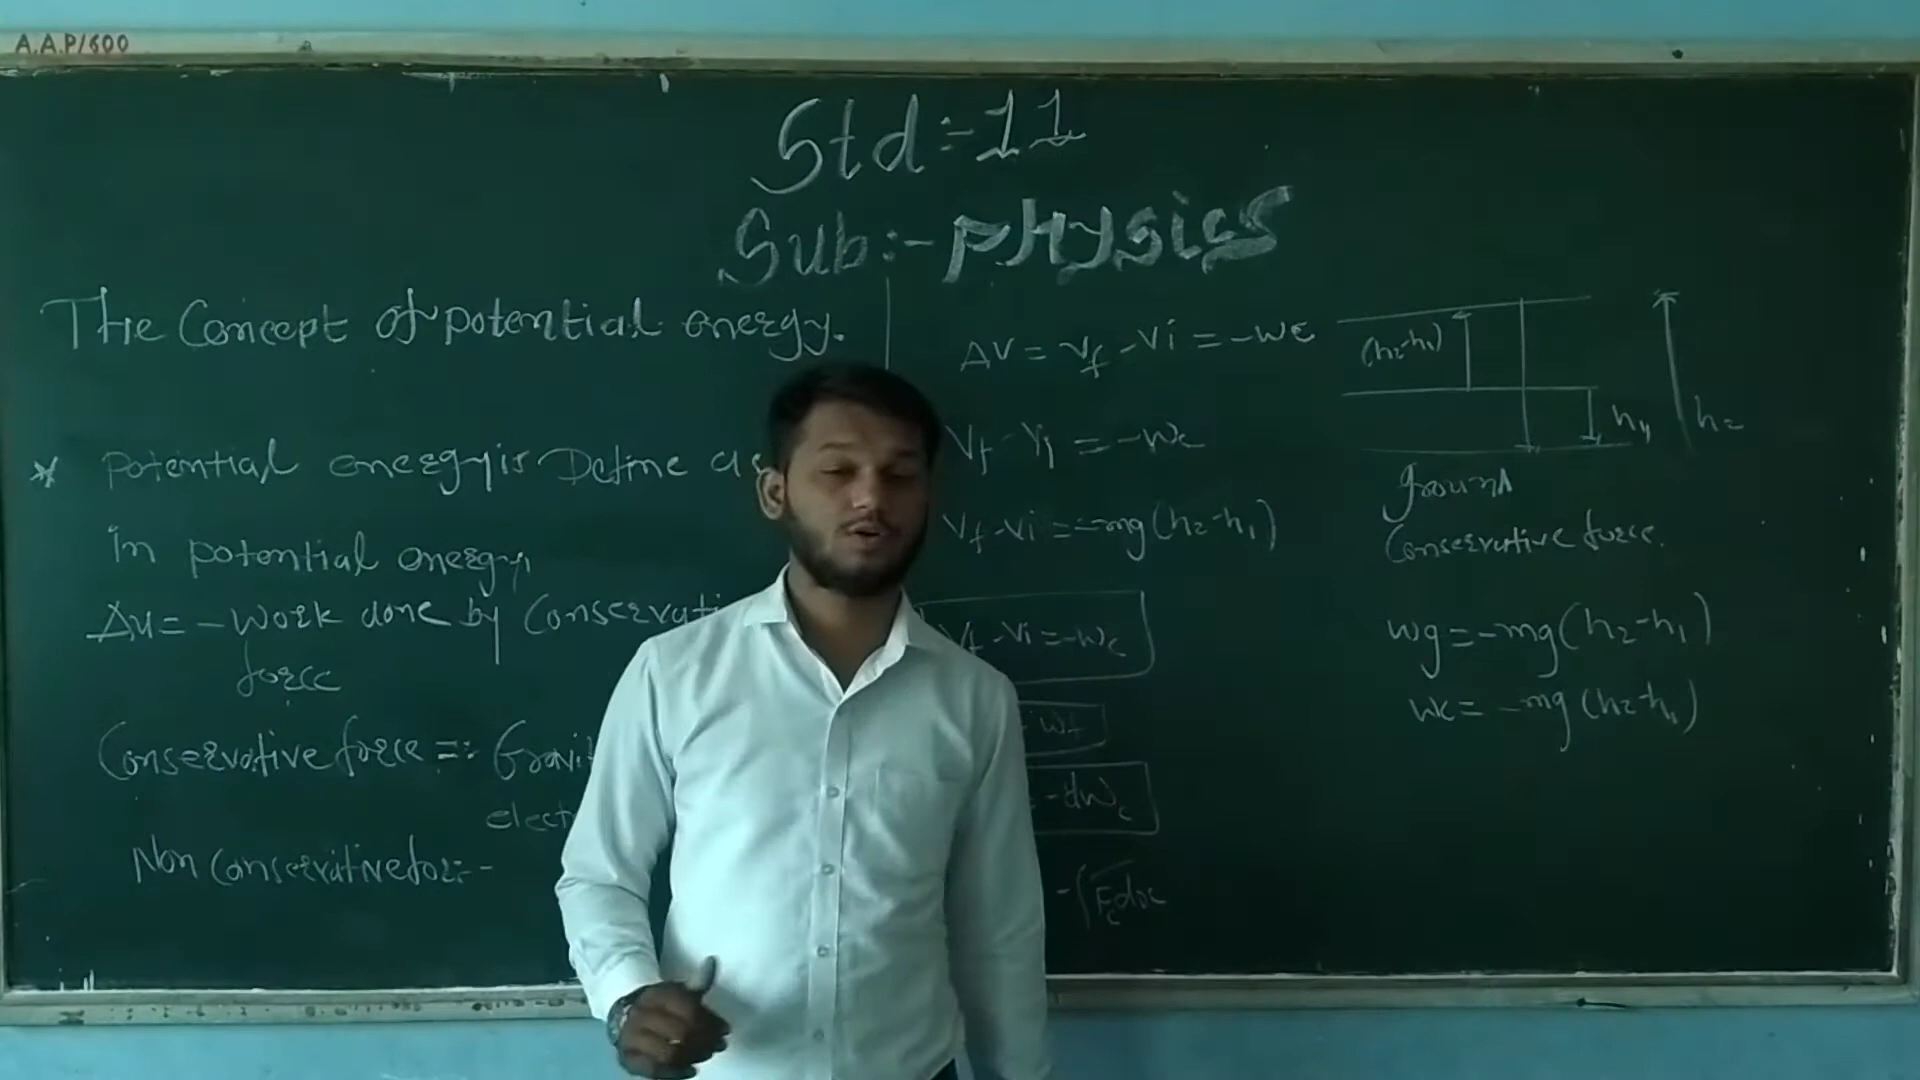 A.A.P/600
Std :- 11
Sub :- PHYSICS
The Concept of potential energy.
* Potential energy is Define as
in potential energy,
Δu = - work done by Conservati
force
Conservative force =: Gravi
elect
Non Conservative for :-
ΔV = Vf - Vi = - Wc
Vf - Vi = - Wc
Vf - Vi = - mg (h2 - h1)
Vf - Vi = - Wc
- Wf
- dWc
- ∫ Fc dx
(h2-h1)
h1
h2
ground
Conservative force.
wg = - mg (h2 - h1)
wc = - mg (h2 - h1)